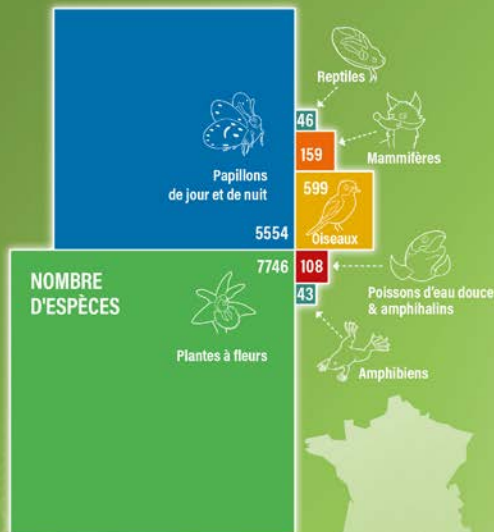 Reptiles
46
159
Mammifères
Papillons
de jour et de nuit
599
Oiseaux
5554
7746
108
NOMBRE
D'ESPÈCES
Poissons d'eau douce
& amphihalins
43
Plantes à fleurs
Amphibiens